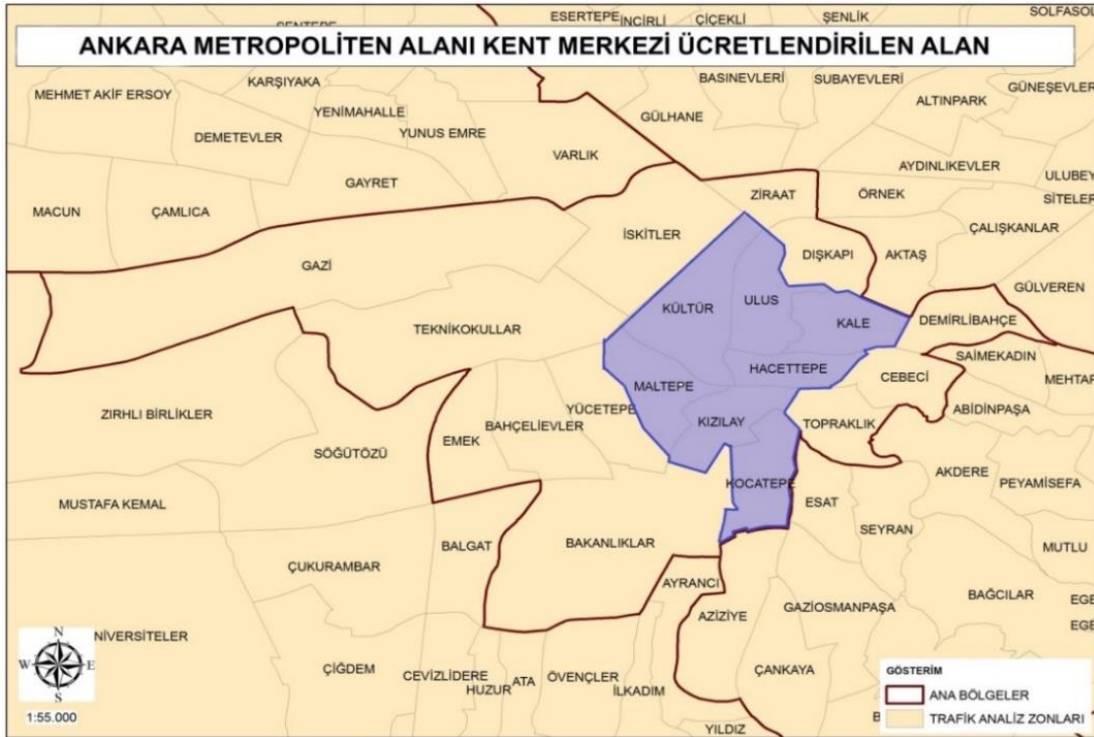 ESERTEPE
İNCİRLİ
ÇİÇEKLİ
ŞENLİK
SOLFASOL
ANKARA METROPOLİTEN ALANI KENT MERKEZİ ÜCRETLENDİRİLEN ALAN
KARŞIYAKA
BASINEVLERİ
SUBAYEVLERİ
GÜNEŞEVLER
MEHMET AKİF ERSOY
ALTINPARK
YENİMAHALLE
GÜLHANE
DEMETEVLER
YUNUS EMRE
VARLIK
AYDINLIKEVLER
ULUBEY
GAYRET
ZİRAAT
ÖRNEK
SİTELER
MACUN
ÇAMLICA
ÇALIŞKANLAR
İSKİTLER
DIŞKAPI
AKTAŞ
GAZİ
GÜLVEREN
KÜLTÜR
ULUS
KALE
DEMİRLİBAHÇE
TEKNİKOKULLAR
SAİMEKADIN
HACETTEPE
CEBECİ
MEHTAP
MALTEPE
ZIRHLI BİRLİKLER
YÜCETEPE
ABİDİNPAŞA
BAHÇELİEVLER
KIZILAY
TOPRAKLIK
EMEK
SÖĞÜTÖZÜ
AKDERE
KOCATEPE
PEYAMİSEFA
MUSTAFA KEMAL
ESAT
SEYRAN
BALGAT
BAKANLIKLAR
MUTLU
ÇUKURAMBAR
AYRANCI
BAĞCILAR
EGE
AZİZİYE
GAZİOSMANPAŞA
EGE
N
NİVERSİTELER
W
E
S
ÇİĞDEM
CEVİZLİDERE
HUZUR
ATA
ÖVENÇLER
İLKADIM
ÇANKAYA
GÖSTERİM
ANA BÖLGELER
1:55.000
TRAFİK ANALİZ ZONLARI
YILDIZ